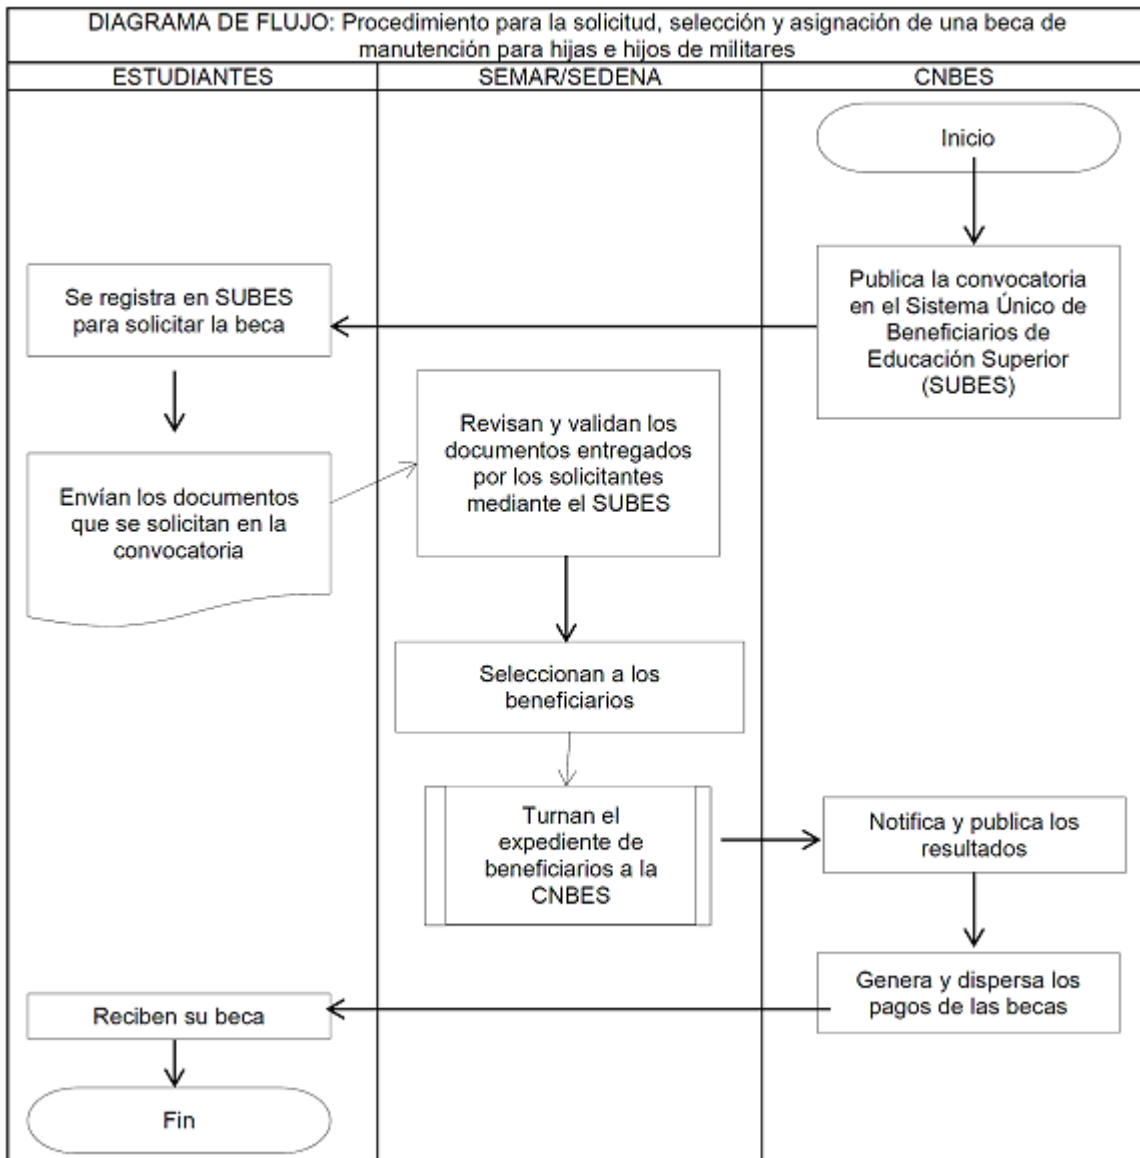 DIAGRAMA DE FLUJO: Procedimiento para la solicitud, selección y asignación de una beca de
manutención para hijas e hijos de militares
ESTUDIANTES
SEMAR/SEDENA
CNBES
Inicio
Publica la convocatoria
en el Sistema Único de
Beneficiarios de
Educación Superior
(SUBES)
Se registra en SUBES
para solicitar la beca
Envían los documentos
que se solicitan en la
convocatoria
Revisan y validan los
documentos entregados
por los solicitantes
mediante el SUBES
Seleccionan a los
beneficiarios
Turnan el
expediente de
beneficiarios a la
CNBES
Notifica y publica los
resultados
Genera y dispersa los
pagos de las becas
Reciben su beca
Fin